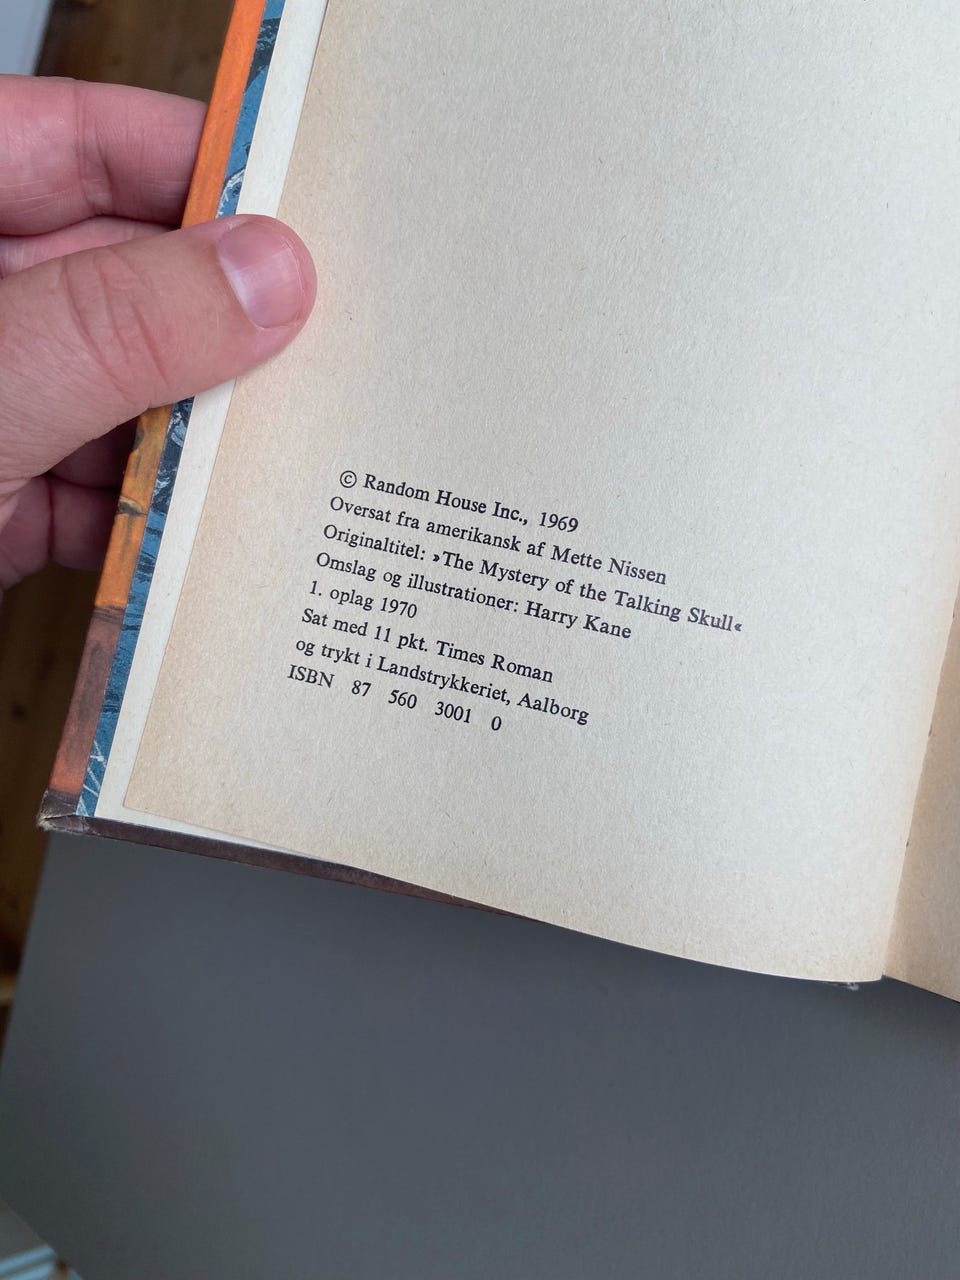 © Random House Inc., 1969
Oversat fra amerikansk af Mette Nissen
Originaltitel: »The Mystery of the Talking Skull«
Omslag og illustrationer: Harry Kane
1. oplag 1970
Sat med 11 pkt. Times Roman
og trykt i Landstrykkeriet, Aalborg
ISBN 87 560 3001 0